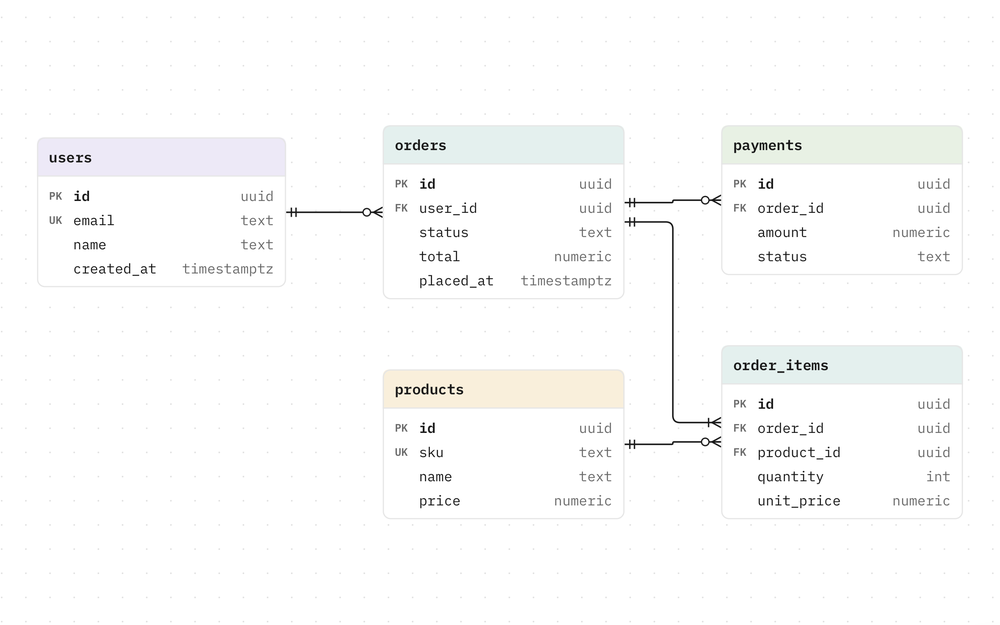 users
PK id uuid
UK email text
name text
created_at timestamptz
orders
PK id uuid
FK user_id uuid
status text
total numeric
placed_at timestamptz
payments
PK id uuid
FK order_id uuid
amount numeric
status text
products
PK id uuid
UK sku text
name text
price numeric
order_items
PK id uuid
FK order_id uuid
FK product_id uuid
quantity int
unit_price numeric